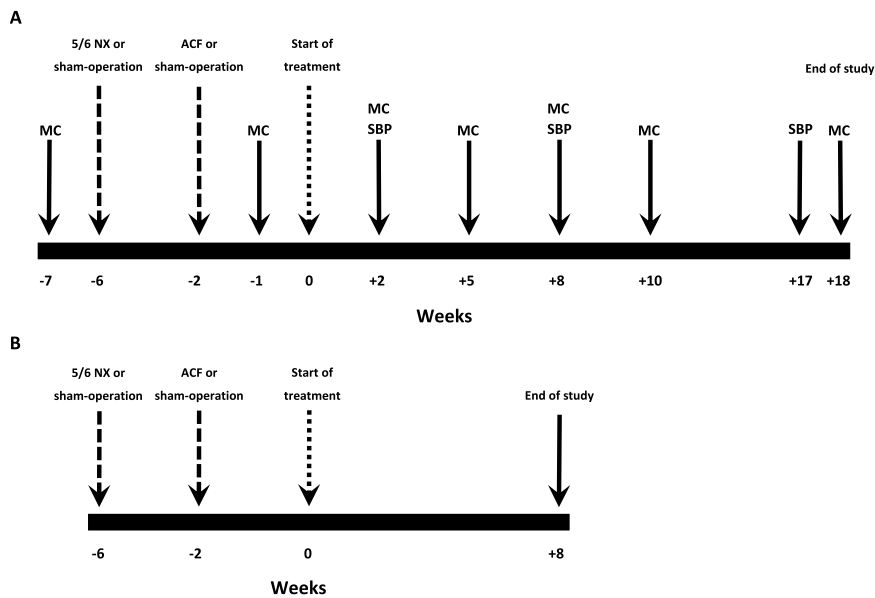 A
5/6 NX or
sham-operation
ACF or
sham-operation
Start of
treatment
End of study
MC
MC
MC
SBP
MC
MC
SBP
MC
SBP
MC
-7 -6 -2 -1 0 +2 +5 +8 +10 +17 +18
Weeks
B
5/6 NX or
sham-operation
ACF or
sham-operation
Start of
treatment
End of study
-6 -2 0 +8
Weeks